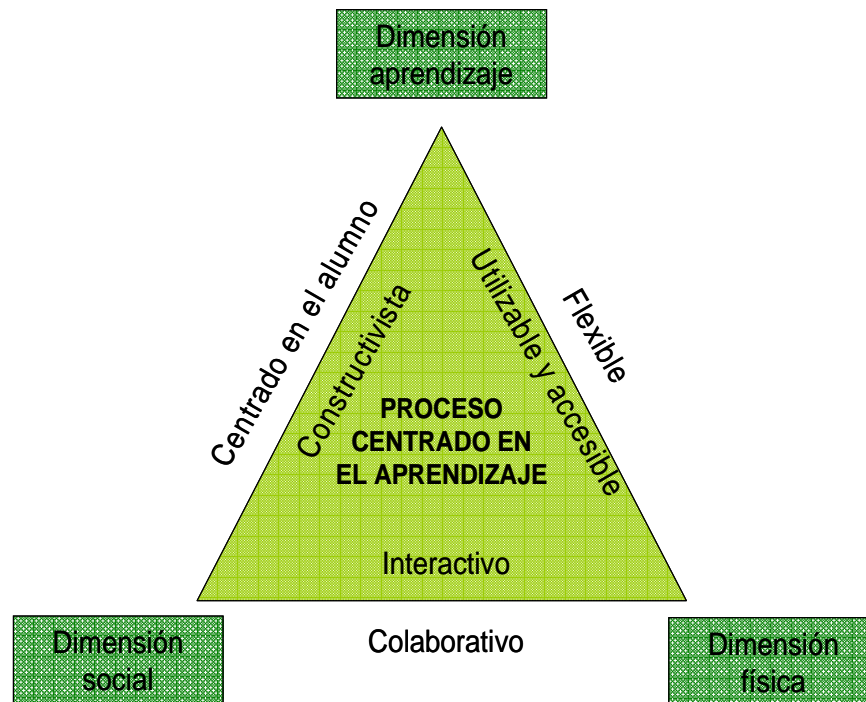 Dimensión
aprendizaje
Centrado en el alumno
Constructivista
Utilizable y accesible
Flexible
PROCESO
CENTRADO EN
EL APRENDIZAJE
Interactivo
Colaborativo
Dimensión
social
Dimensión
física